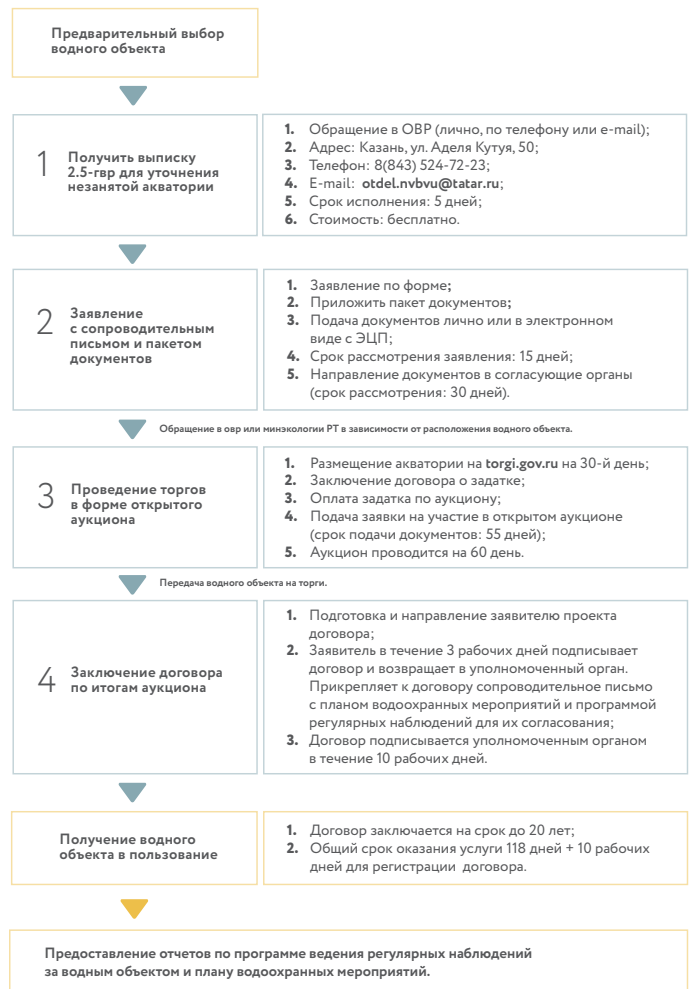 Предварительный выбор
водного объекта
1
Получить выписку
2.5-гвр для уточнения
незанятой акватории
1. Обращение в ОВР (лично, по телефону или e-mail);
2. Адрес: Казань, ул. Аделя Кутуя, 50;
3. Телефон: 8(843) 524-72-23;
4. E-mail: otdel.nvbvu@tatar.ru;
5. Срок исполнения: 5 дней;
6. Стоимость: бесплатно.
2
Заявление
с сопроводительным
письмом и пакетом
документов
1. Заявление по форме;
2. Приложить пакет документов;
3. Подача документов лично или в электронном
виде с ЭЦП;
4. Срок рассмотрения заявления: 15 дней;
5. Направление документов в согласующие органы
(срок рассмотрения: 30 дней).
Обращение в овр или минэкологии РТ в зависимости от расположения водного объекта.
3
Проведение торгов
в форме открытого
аукциона
1. Размещение акватории на torgi.gov.ru на 30-й день;
2. Заключение договора о задатке;
3. Оплата задатка по аукциону;
4. Подача заявки на участие в открытом аукционе
(срок подачи документов: 55 дней);
5. Аукцион проводится на 60 день.
Передача водного объекта на торги.
4
Заключение договора
по итогам аукциона
1. Подготовка и направление заявителю проекта
договора;
2. Заявитель в течение 3 рабочих дней подписывает
договор и возвращает в уполномоченный орган.
Прикрепляет к договору сопроводительное письмо
с планом водоохранных мероприятий и программой
регулярных наблюдений для их согласования;
3. Договор подписывается уполномоченным органом
в течение 10 рабочих дней.
Получение водного
объекта в пользование
1. Договор заключается на срок до 20 лет;
2. Общий срок оказания услуги 118 дней + 10 рабочих
дней для регистрации договора.
Предоставление отчетов по программе ведения регулярных наблюдений
за водным объектом и плану водоохранных мероприятий.